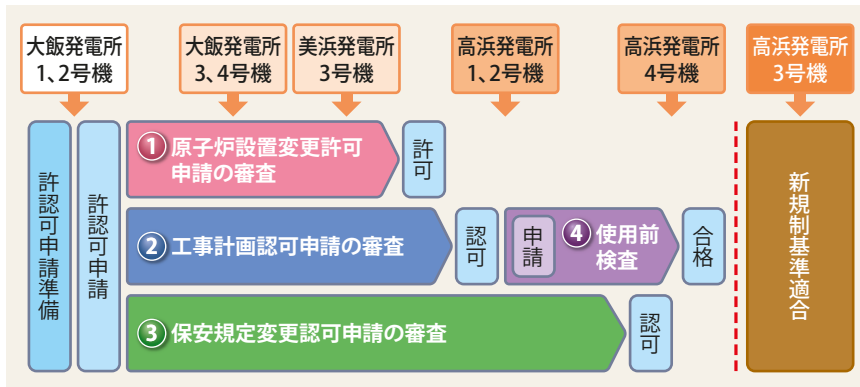 大飯発電所
1、2号機
大飯発電所
3、4号機
美浜発電所
3号機
高浜発電所
1、2号機
高浜発電所
4号機
高浜発電所
3号機
許認可申請準備
許認可申請
1 原子炉設置変更許可
申請の審査
許可
2 工事計画認可申請の審査
認可
申請
4 使用前
検査
合格
3 保安規定変更認可申請の審査
認可
新規制基準適合